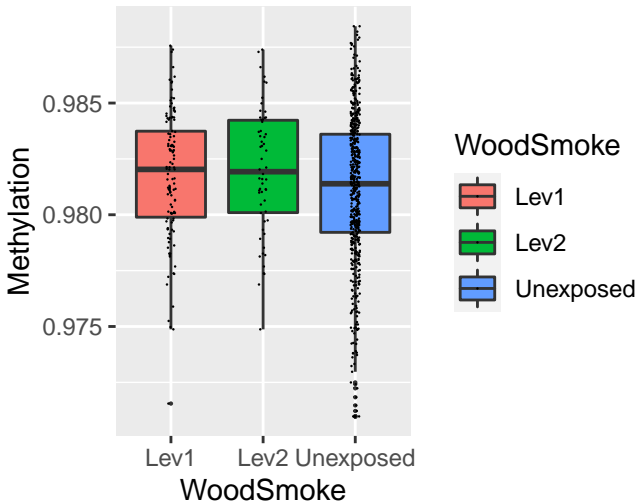 Methylation
0.985
0.980
0.975
Lev1 Lev2 Unexposed
WoodSmoke
WoodSmoke
Lev1
Lev2
Unexposed